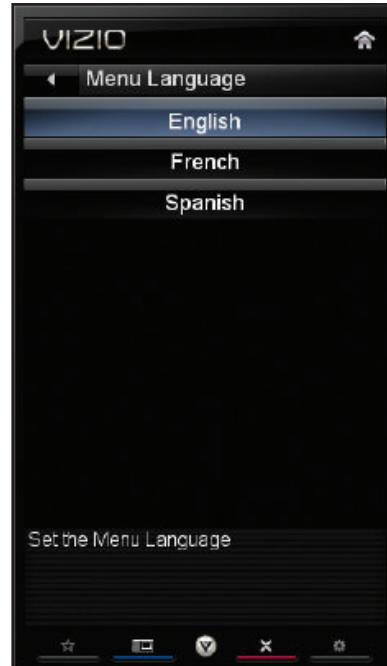 VIZIO
Menu Language
English
French
Spanish
Set the Menu Language